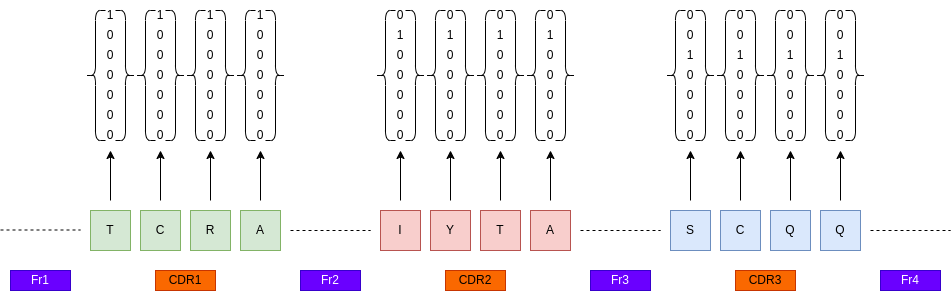 1 1 1 1 0 0 0 0 0 0 0 0
0 0 0 0 1 1 1 1 0 0 0 0
0 0 0 0 0 0 0 0 1 1 1 1
0 0 0 0 0 0 0 0 0 0 0 0
0 0 0 0 0 0 0 0 0 0 0 0
0 0 0 0 0 0 0 0 0 0 0 0
0 0 0 0 0 0 0 0 0 0 0 0
T C R A I Y T A S C Q Q
Fr1 CDR1 Fr2 CDR2 Fr3 CDR3 Fr4